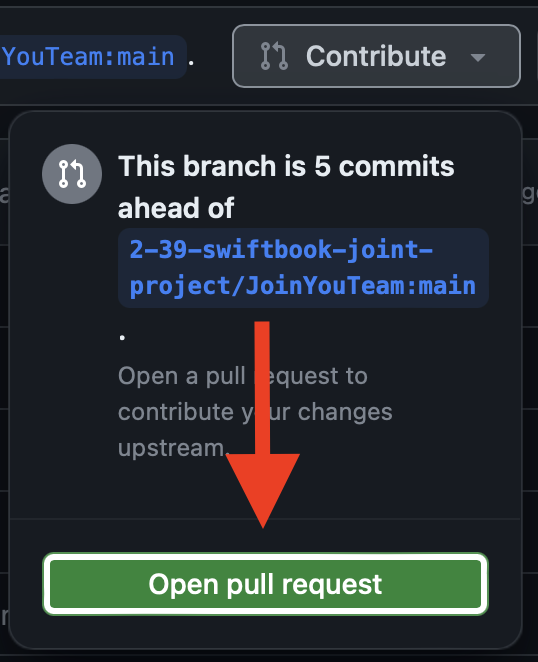 YouTeam:main .
Contribute
This branch is 5 commits
ahead of
2-39-swiftbook-joint-
project/JoinYouTeam:main
.
Open a pull request to
contribute your changes
upstream.
Open pull request